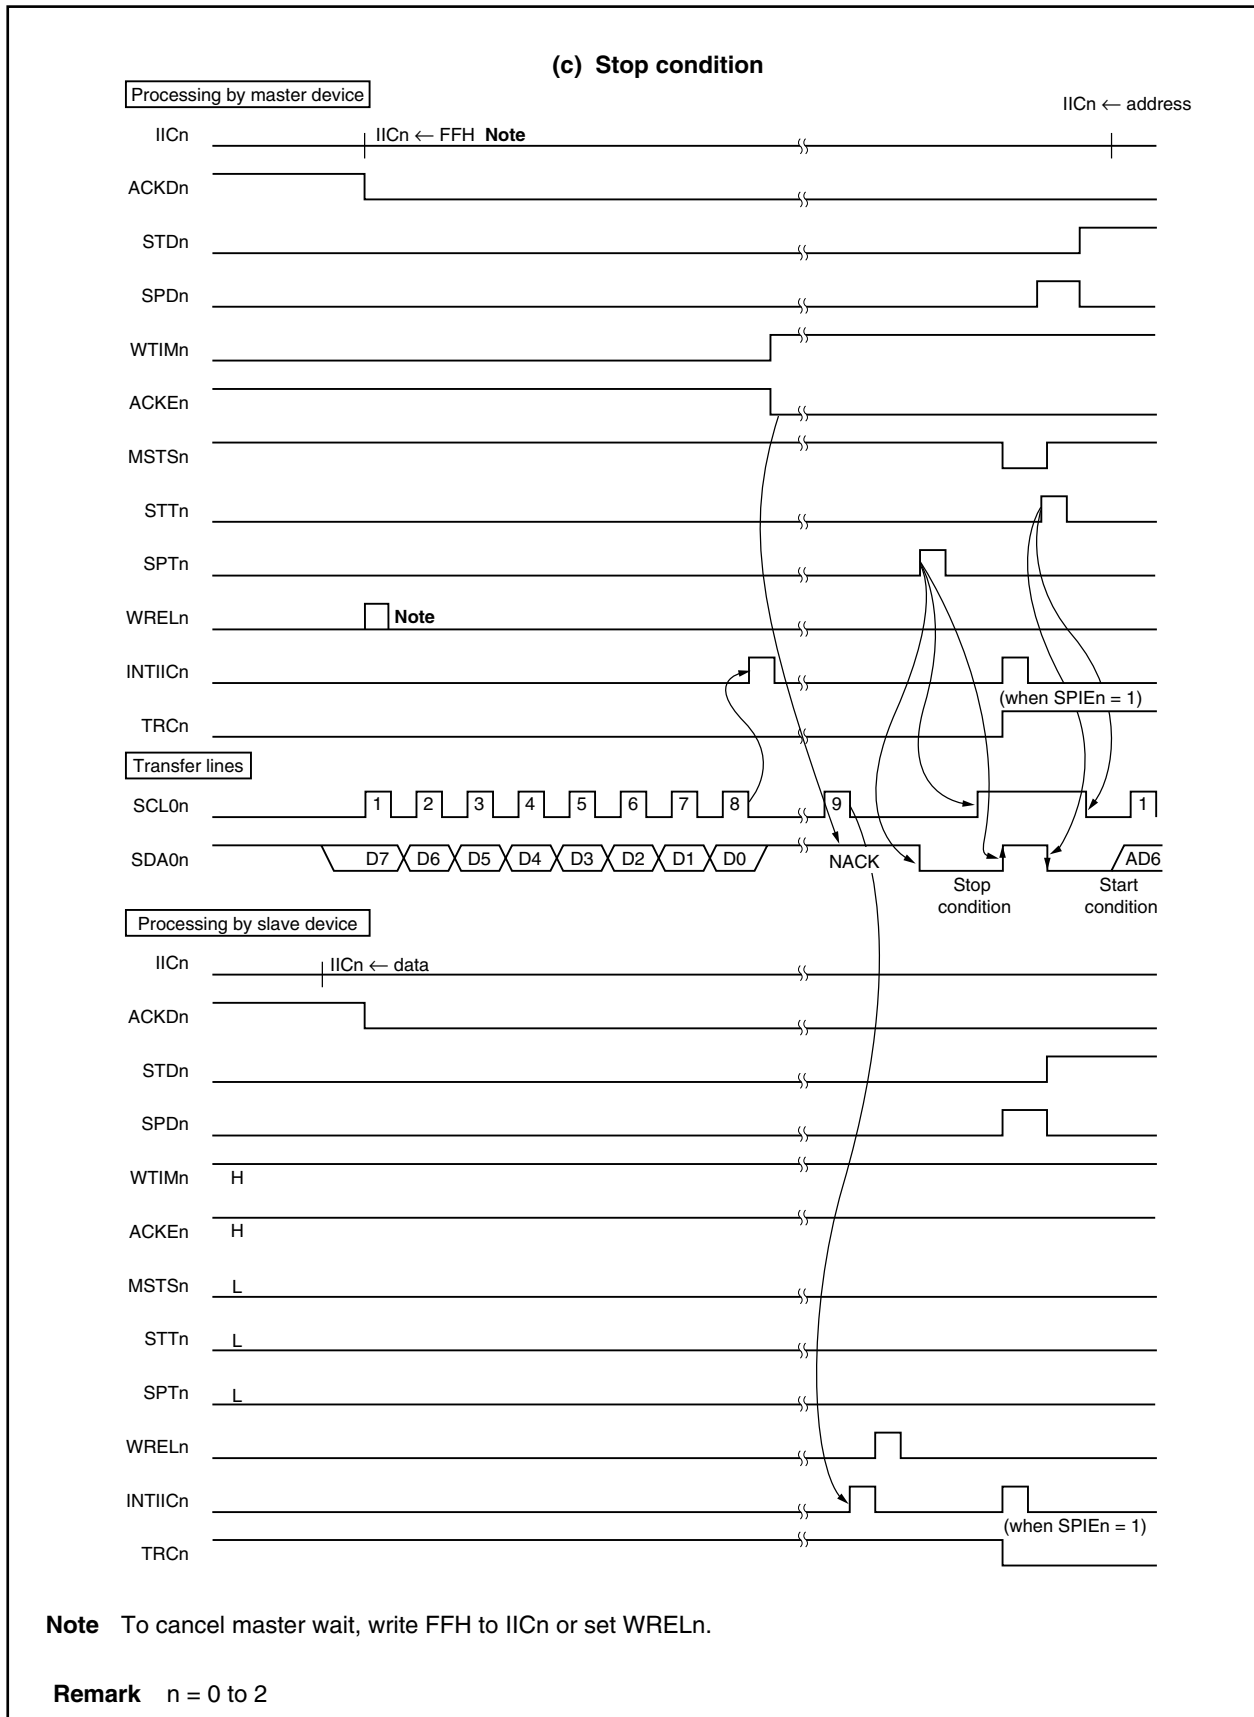 (c) Stop condition
Processing by master device
IICn ← address
IICn
IICn ← FFH Note
ACKDn
STDn
SPDn
WTIMn
ACKEn
MSTSn
STTn
SPTn
WRELn
Note
INTIICn
(when SPIEn = 1)
TRCn
Transfer lines
SCL0n
1 2 3 4 5 6 7 8 9 1
SDA0n
D7 D6 D5 D4 D3 D2 D1 D0 NACK AD6
Stop condition
Start condition
Processing by slave device
IICn
IICn ← data
ACKDn
STDn
SPDn
WTIMn H
ACKEn H
MSTSn L
STTn L
SPTn L
WRELn
INTIICn
(when SPIEn = 1)
TRCn
Note To cancel master wait, write FFH to IICn or set WRELn.
Remark n = 0 to 2